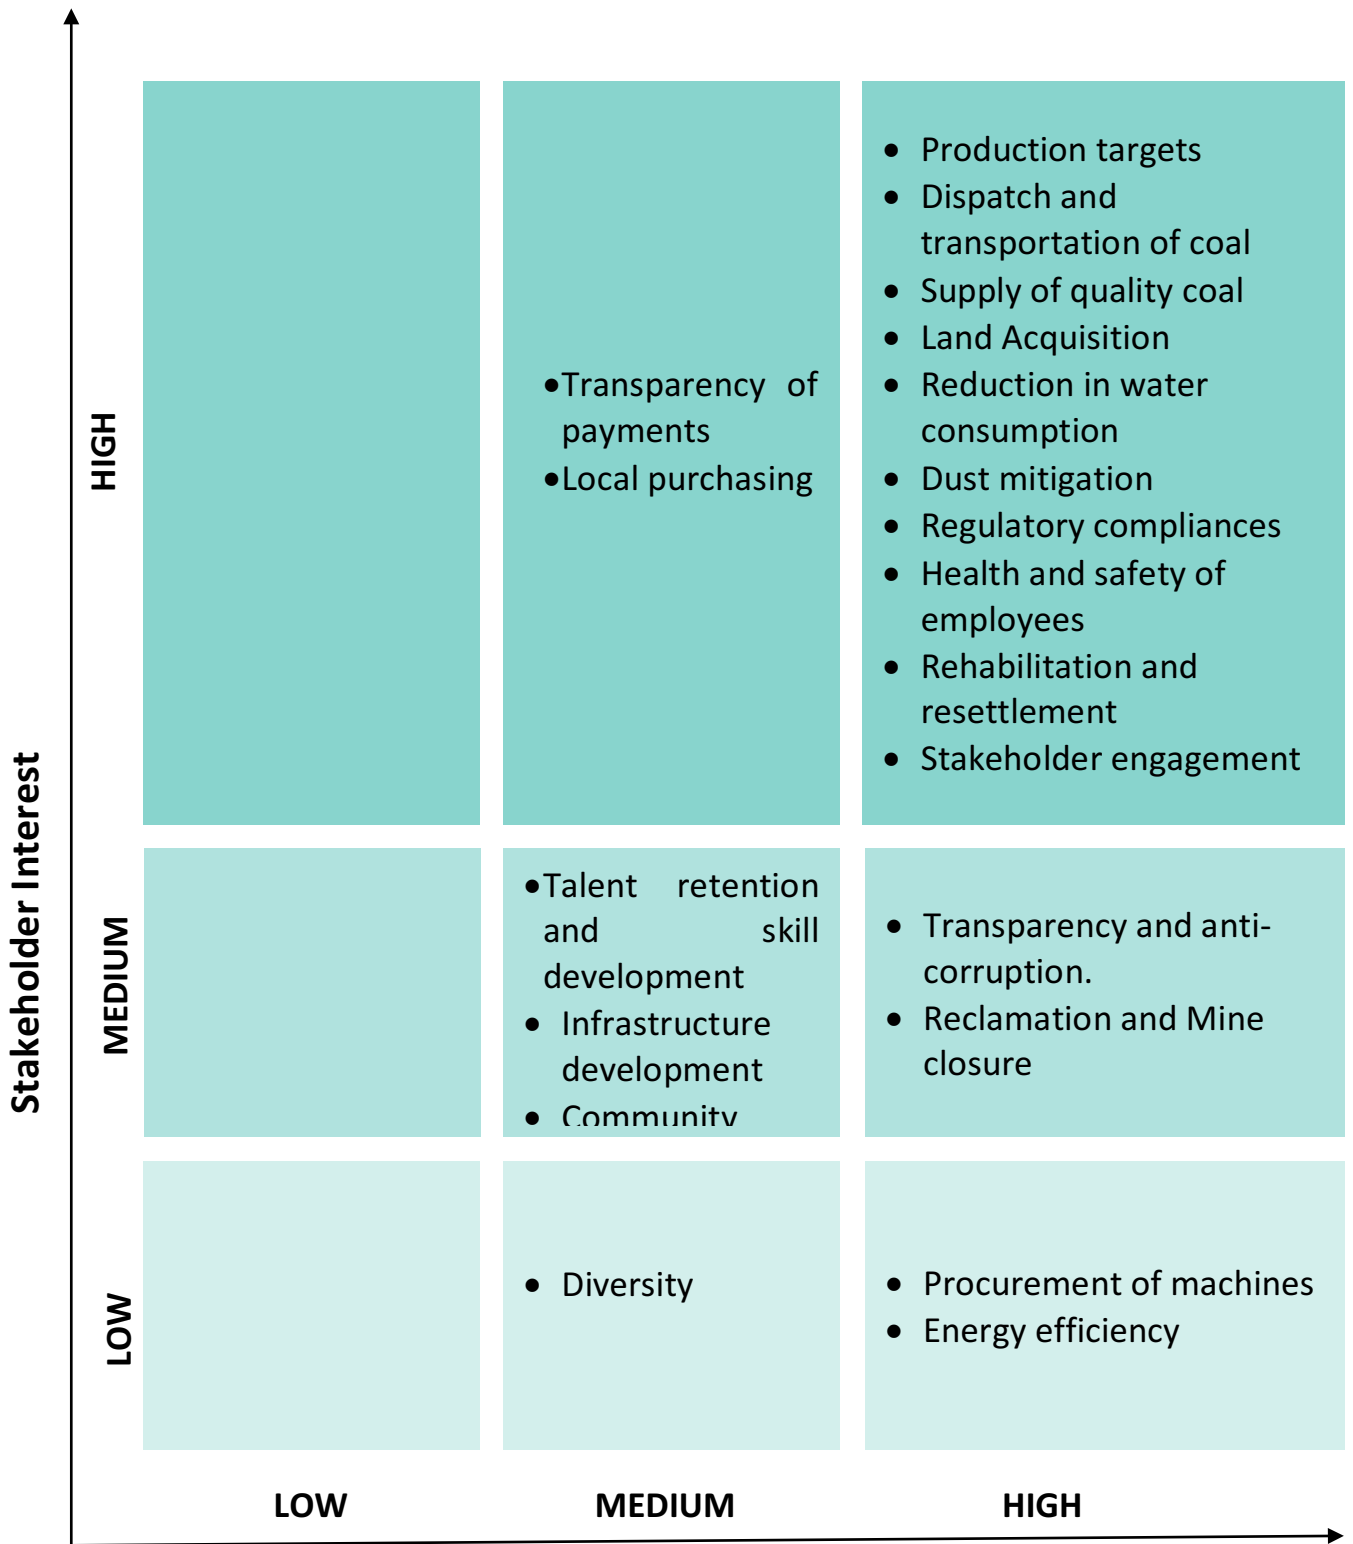 Stakeholder Interest
HIGH
• Transparency of
payments
• Local purchasing
• Production targets
• Dispatch and
transportation of coal
• Supply of quality coal
• Land Acquisition
• Reduction in water
consumption
• Dust mitigation
• Regulatory compliances
• Health and safety of
employees
• Rehabilitation and
resettlement
• Stakeholder engagement
MEDIUM
• Talent retention
and skill
development
• Infrastructure
development
• Community
• Transparency and anti-
corruption.
• Reclamation and Mine
closure
LOW
• Diversity
• Procurement of machines
• Energy efficiency
LOW MEDIUM HIGH